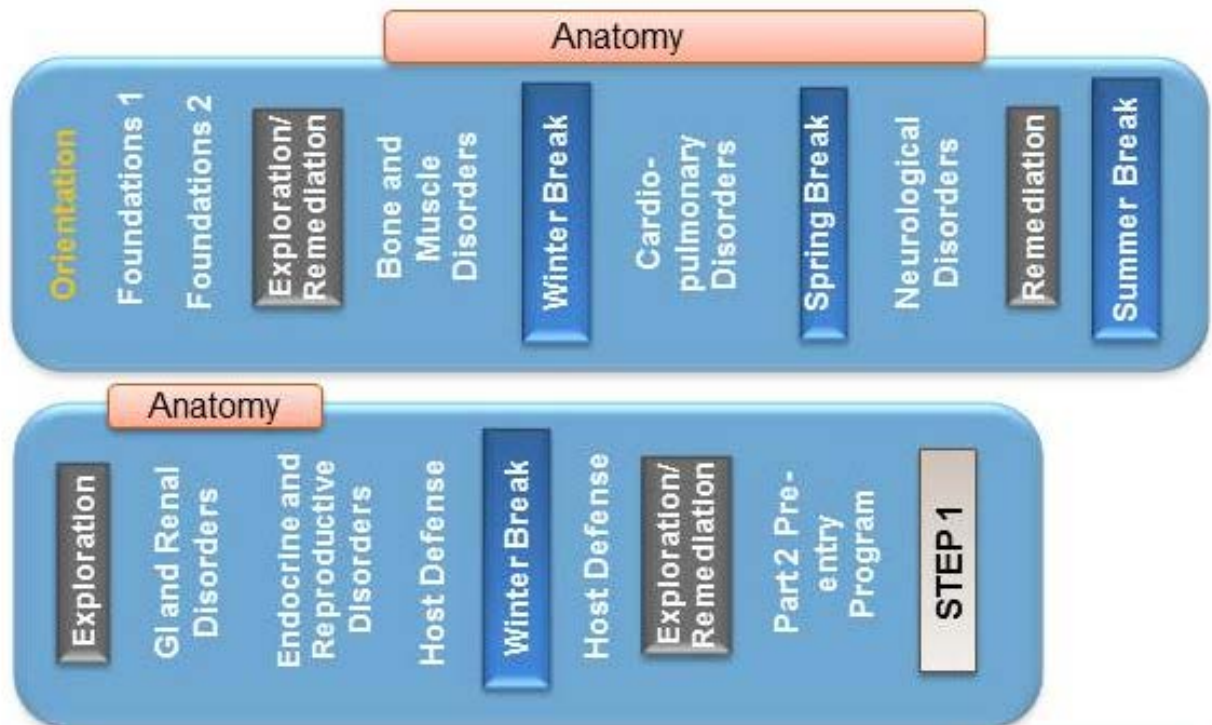 Anatomy
Orientation
Foundations 1
Foundations 2
Exploration/
Remediation
Bone and
Muscle
Disorders
Winter Break
Cardio-
pulmonary
Disorders
Spring Break
Neurological
Disorders
Remediation
Summer Break
Anatomy
Exploration
GI and Renal
Disorders
Endocrine and
Reproductive
Disorders
Host Defense
Winter Break
Host Defense
Exploration/
Remediation
Part 2 Pre-
entry
Program
STEP 1